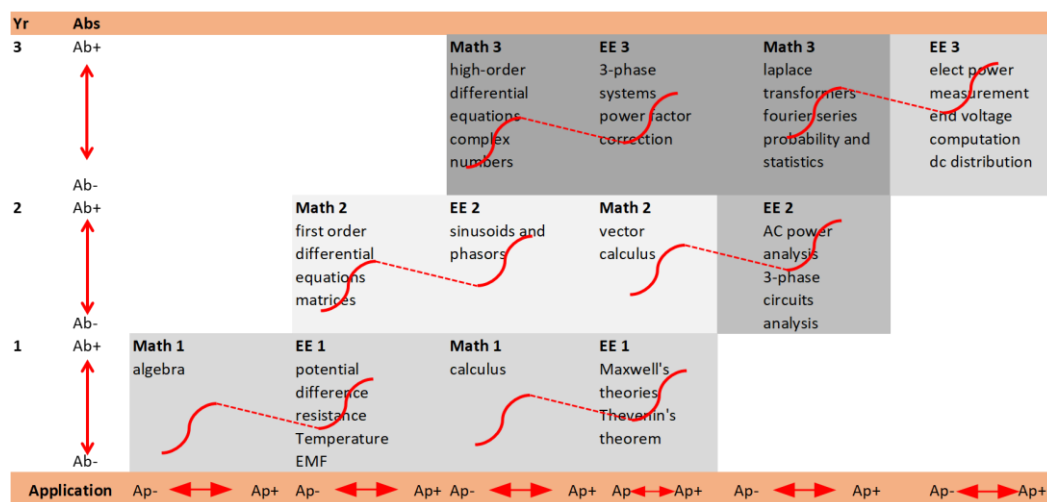 Yr Abs
3 Ab+ Math 3 EE 3 Math 3 EE 3
high-order 3-phase laplace elect power
differential systems transformers measurement
equations power factor fourier series end voltage
complex correction probability and computation
numbers statistics dc distribution
Ab-
2 Ab+ Math 2 EE 2 Math 2 EE 2
first order sinusoids and vector AC power
differential phasors calculus analysis
equations 3-phase
matrices circuits
Ab- analysis
1 Ab+ Math 1 EE 1 Math 1 EE 1
algebra potential calculus Maxwell's
difference theories
resistance Thevenin's
Temperature theorem
Ab- EMF
Application Ap- Ap+ Ap- Ap+ Ap- Ap+ Ap- Ap+ Ap- Ap+ Ap- Ap+